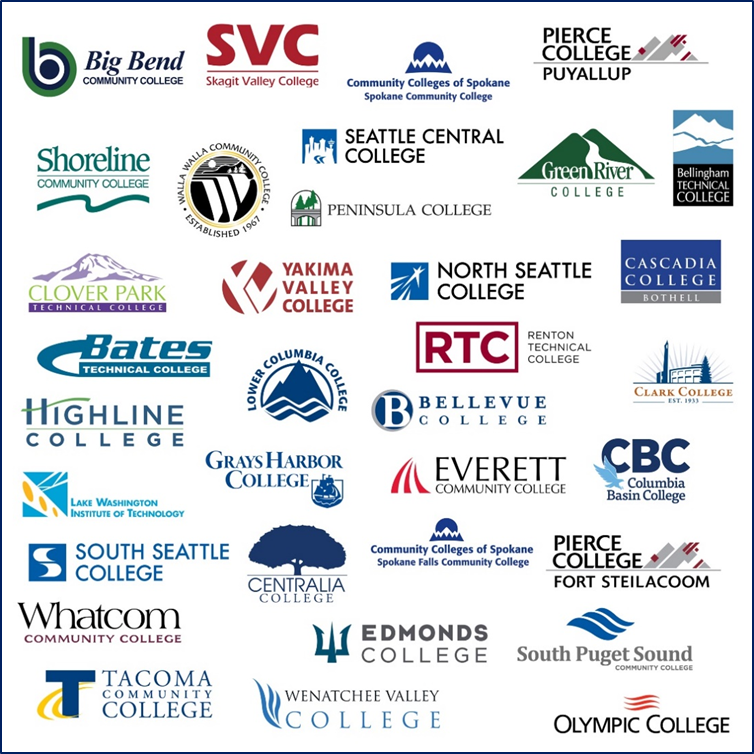 Big Bend
COMMUNITY COLLEGE
SVC
Skagit Valley College
Community Colleges of Spokane
Spokane Community College
PIERCE
COLLEGE
PUYALLUP
Shoreline
COMMUNITY COLLEGE
WALLA WALLA COMMUNITY COLLEGE
W
• ESTABLISHED 1967 •
SEATTLE CENTRAL
COLLEGE
PENINSULA COLLEGE
Green River
COLLEGE
Bellingham
TECHNICAL
COLLEGE
CLOVER PARK
TECHNICAL COLLEGE
YAKIMA
VALLEY
COLLEGE
NORTH SEATTLE
COLLEGE
CASCADIA
COLLEGE
BOTHELL
Bates
TECHNICAL COLLEGE
LOWER COLUMBIA COLLEGE
RTC
RENTON
TECHNICAL
COLLEGE
CLARK COLLEGE
EST. 1933
HIGHLINE
COLLEGE
B
BELLEVUE
COLLEGE
GRAYS HARBOR
COLLEGE
EVERETT
COMMUNITY COLLEGE
CBC
Columbia
Basin College
LAKE WASHINGTON
INSTITUTE OF TECHNOLOGY
SOUTH SEATTLE
COLLEGE
CENTRALIA
COLLEGE
Community Colleges of Spokane
Spokane Falls Community College
PIERCE
COLLEGE
FORT STEILACOOM
Whatcom
COMMUNITY COLLEGE
EDMONDS
COLLEGE
South Puget Sound
COMMUNITY COLLEGE
T
TACOMA
COMMUNITY
COLLEGE
WENATCHEE VALLEY
COLLEGE
OLYMPIC COLLEGE